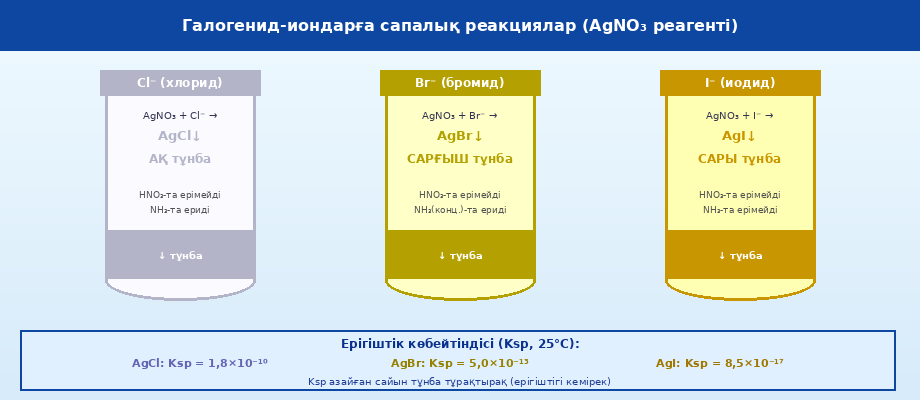 Галогенид-иондарға сапалық реакциялар (AgNO₃ реагенті)
Cl⁻ (хлорид)
AgNO₃ + Cl⁻ →
AgCl↓
АҚ тұнба
HNO₃-та ерімейді
NH₃-та ериді
↓ тұнба
Br⁻ (бромид)
AgNO₃ + Br⁻ →
AgBr↓
САРҒЫШ тұнба
HNO₃-та ерімейді
NH₃(конц.)-та ериді
↓ тұнба
I⁻ (иодид)
AgNO₃ + I⁻ →
AgI↓
САРЫ тұнба
HNO₃-та ерімейді
NH₃-та ерімейді
↓ тұнба
Ерігіштік көбейтіндісі (Ksp, 25°C):
AgCl: Ksp = 1,8×10⁻¹⁰ AgBr: Ksp = 5,0×10⁻¹³ AgI: Ksp = 8,5×10⁻¹⁷
Ksp азайған сайын тұнба тұрақтырақ (ерігіштігі кемірек)